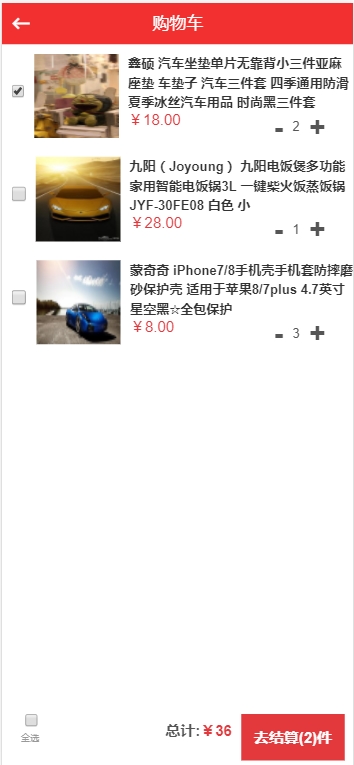 购物车
鑫硕 汽车坐垫单片无靠背小三件亚麻
座垫 车垫子 汽车三件套 四季通用防滑
夏季冰丝汽车用品 时尚黑三件套
￥18.00
- 2 +
九阳（Joyoung） 九阳电饭煲多功能
家用智能电饭锅3L 一键柴火饭蒸饭锅
JYF-30FE08 白色 小
￥28.00
- 1 +
蒙奇奇 iPhone7/8手机壳手机套防摔磨
砂保护壳 适用于苹果8/7plus 4.7英寸
星空黑☆全包保护
￥8.00
- 3 +
全选
总计:￥36
去结算(2)件